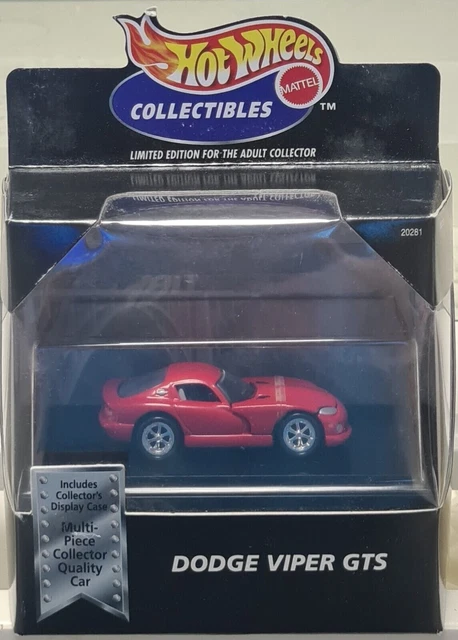 Hot Wheels
MATTEL
COLLECTIBLES
TM
LIMITED EDITION FOR THE ADULT COLLECTOR
20281
Includes
Collector's
Display Case
Multi-
Piece
Collector
Quality
Car
DODGE VIPER GTS